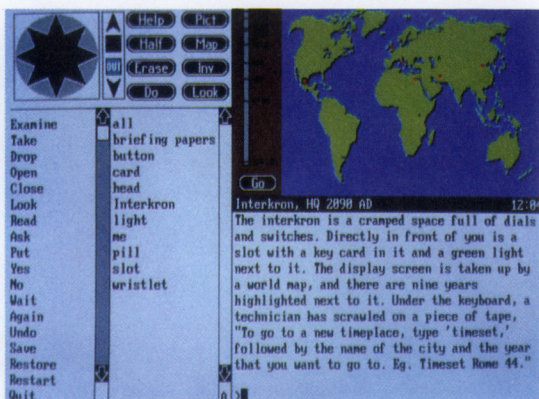 Help Pict
Half Map
OUT Erase Inv
Do Look
Examine
Take
Drop
Open
Close
Look
Read
Ask
Put
Yes
No
Wait
Again
Undo
Save
Restore
Restart
Quit
all
briefing papers
button
card
head
Interkron
light
me
pill
slot
wristlet
Go
Interkron, HQ 2090 AD 12:04
The interkron is a cramped space full of dials
and switches. Directly in front of you is a
slot with a key card in it and a green light
next to it. The display screen is taken up by
a world map, and there are nine years
highlighted next to it. Under the keyboard, a
technician has scrawled on a piece of tape,
"To go to a new timeplace, type 'timeset,'
followed by the name of the city and the year
that you want to go to. Eg. Timeset Rome 44."
>